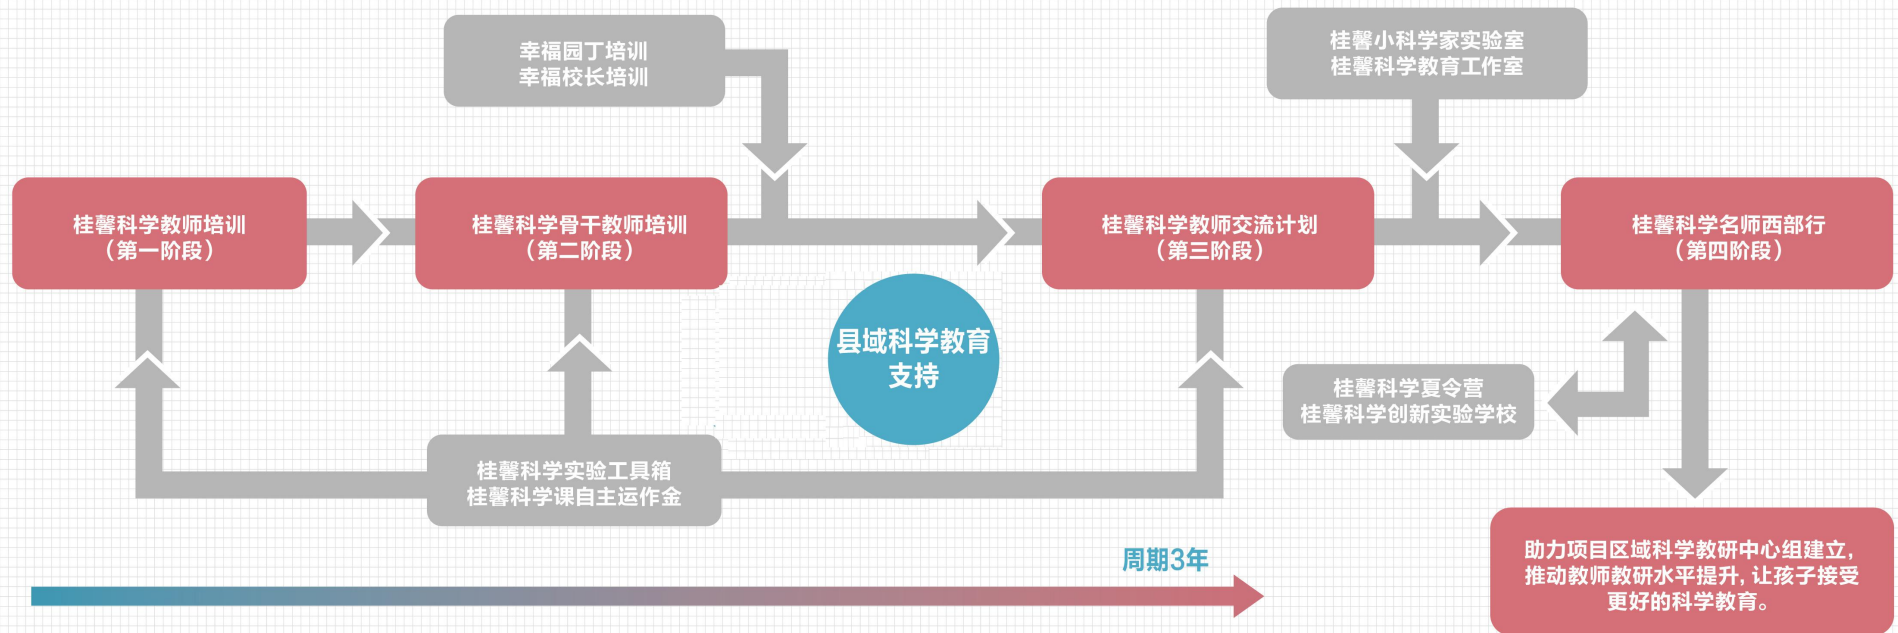 幸福园丁培训
幸福校长培训
桂馨小科学家实验室
桂馨科学教育工作室
桂馨科学教师培训
（第一阶段）
桂馨科学骨干教师培训
（第二阶段）
桂馨科学教师交流计划
（第三阶段）
桂馨科学名师西部行
（第四阶段）
县域科学教育
支持
桂馨科学夏令营
桂馨科学创新实验学校
桂馨科学实验工具箱
桂馨科学课自主运作金
周期3年
助力项目区域科学教研中心组建立，
推动教师教研水平提升，让孩子接受
更好的科学教育。